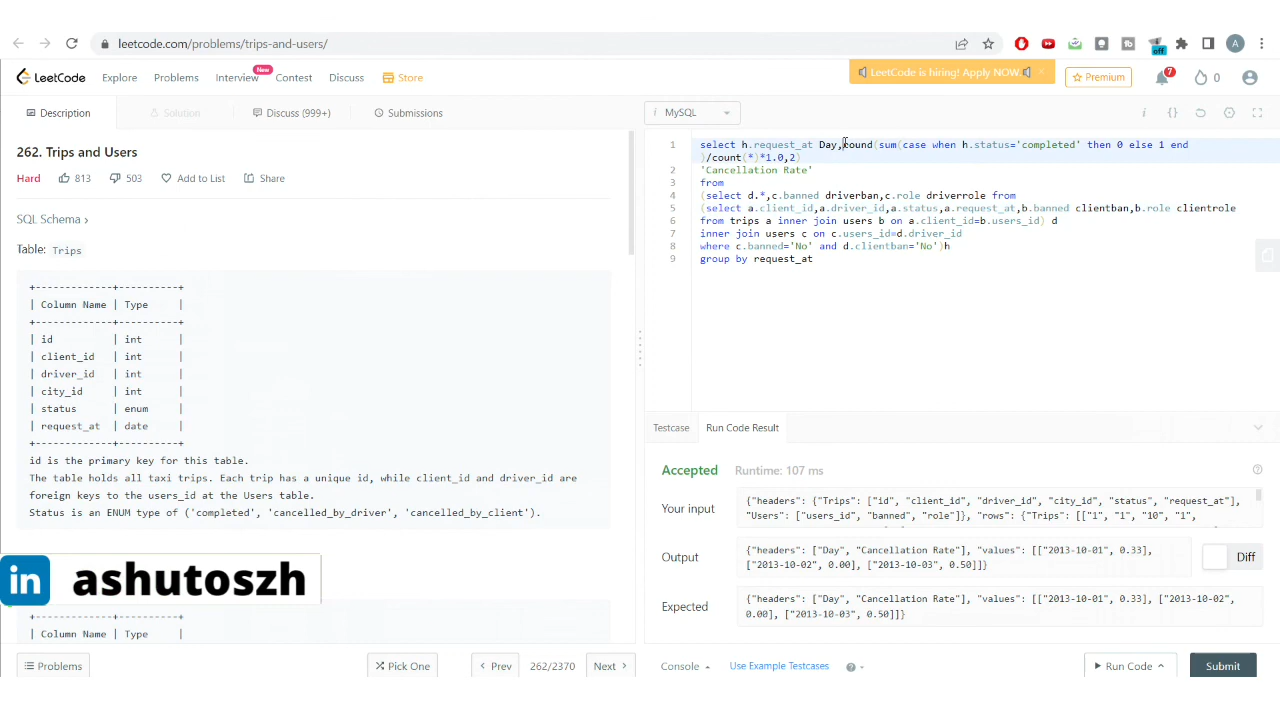 leetcode.com/problems/trips-and-users/
off
A
LeetCode
Explore
Problems
Interview
New
Contest
Discuss
Store
LeetCode is hiring! Apply NOW.
×
Premium
7
0
Description
Solution
Discuss (999+)
Submissions
i MySQL
i
{}
262. Trips and Users
Hard
813
503
Add to List
Share
SQL Schema ›
Table: Trips
+-------------+----------+
| Column Name | Type |
+-------------+----------+
| id | int |
| client_id | int |
| driver_id | int |
| city_id | int |
| status | enum |
| request_at | date |
+-------------+----------+
id is the primary key for this table.
The table holds all taxi trips. Each trip has a unique id, while client_id and driver_id are
foreign keys to the users_id at the Users table.
Status is an ENUM type of ('completed', 'cancelled_by_driver', 'cancelled_by_client').
in ashutoszh
+-------------+----------+
| Column Name | Type |
1 select h.request_at Day,round(sum(case when h.status='completed' then 0 else 1 end
)/count(*)*1.0,2)
2 'Cancellation Rate'
3 from
4 (select d.*,c.banned driverban,c.role driverrole from
5 (select a.client_id,a.driver_id,a.status,a.request_at,b.banned clientban,b.role clientrole
6 from trips a inner join users b on a.client_id=b.users_id) d
7 inner join users c on c.users_id=d.driver_id
8 where c.banned='No' and d.clientban='No')h
9 group by request_at
Testcase
Run Code Result
Accepted
Runtime: 107 ms
Your input
{"headers": {"Trips": ["id", "client_id", "driver_id", "city_id", "status", "request_at"],
"Users": ["users_id", "banned", "role"]}, "rows": {"Trips": [["1", "1", "10", "1",
Output
{"headers": ["Day", "Cancellation Rate"], "values": [["2013-10-01", 0.33],
["2013-10-02", 0.00], ["2013-10-03", 0.50]]}
Diff
Expected
{"headers": ["Day", "Cancellation Rate"], "values": [["2013-10-01", 0.33], ["2013-10-02",
0.00], ["2013-10-03", 0.50]]}
Problems
Pick One
Prev
262/2370
Next
Console
Use Example Testcases
Run Code
Submit